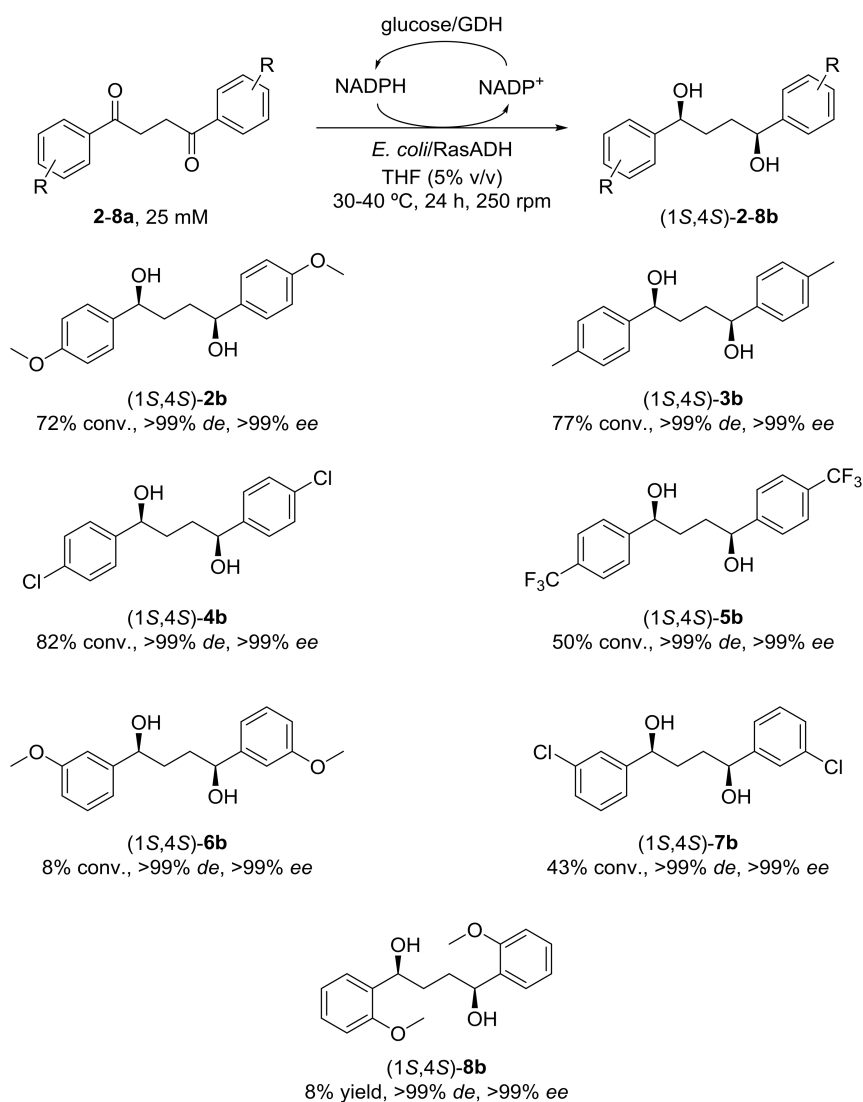 glucose/GDH
R
O
NADPH
NADP⁺
R
O
R
E. coli/RasADH
THF (5% v/v)
30-40 ºC, 24 h, 250 rpm
2-8a, 25 mM
OH
R
R
OH
(1S,4S)-2-8b
OH
O
O
OH
(1S,4S)-2b
72% conv., >99% de, >99% ee
OH
OH
(1S,4S)-3b
77% conv., >99% de, >99% ee
OH
Cl
Cl
OH
(1S,4S)-4b
82% conv., >99% de, >99% ee
OH
CF₃
F₃C
OH
(1S,4S)-5b
50% conv., >99% de, >99% ee
OH
O
O
OH
(1S,4S)-6b
8% conv., >99% de, >99% ee
OH
Cl
Cl
OH
(1S,4S)-7b
43% conv., >99% de, >99% ee
OH
O
O
OH
(1S,4S)-8b
8% yield, >99% de, >99% ee